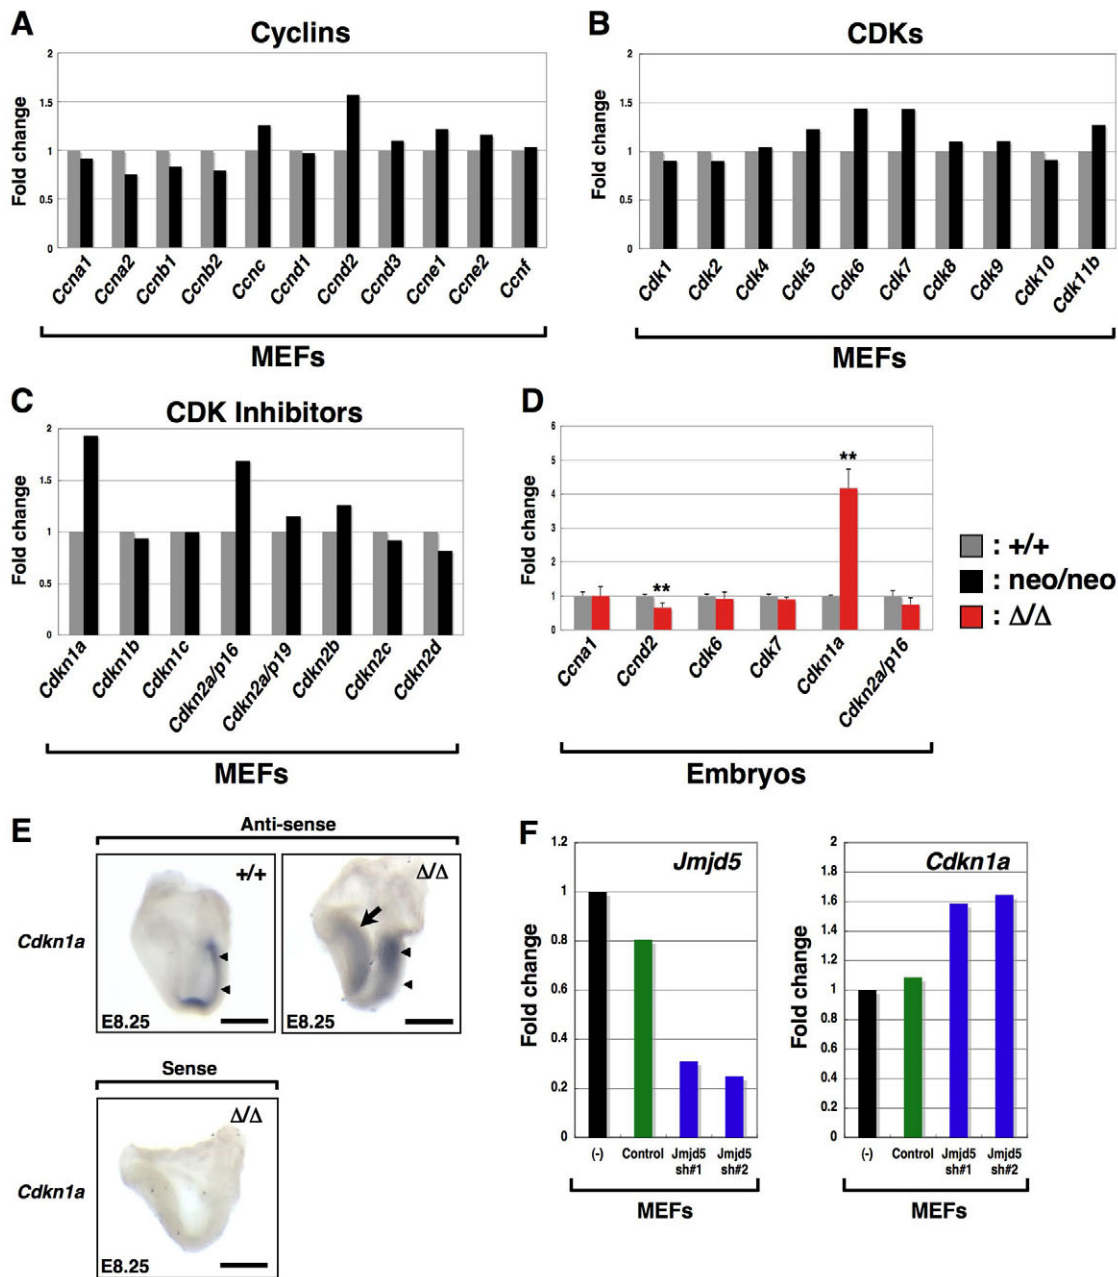 A
Cyclins
Fold change
2
1.5
1
0.5
0
Ccna1
Ccna2
Ccnb1
Ccnb2
Ccnc
Ccnd1
Ccnd2
Ccnd3
Ccne1
Ccne2
Ccnf
MEFs
B
CDKs
Fold change
2
1.5
1
0.5
0
Cdk1
Cdk2
Cdk4
Cdk5
Cdk6
Cdk7
Cdk8
Cdk9
Cdk10
Cdk11b
MEFs
C
CDK Inhibitors
Fold change
2
1.5
1
0.5
0
Cdkn1a
Cdkn1b
Cdkn1c
Cdkn2a/p16
Cdkn2a/p19
Cdkn2b
Cdkn2c
Cdkn2d
MEFs
D
Fold change
6
5
4
3
2
1
0
**
**
Ccna1
Ccnd2
Cdk6
Cdk7
Cdkn1a
Cdkn2a/p16
Embryos
: +/+
: neo/neo
: Δ/Δ
E
Anti-sense
Cdkn1a
+/+
E8.25
Δ/Δ
E8.25
Sense
Cdkn1a
Δ/Δ
E8.25
F
Jmjd5
Fold change
1.2
1
0.8
0.6
0.4
0.2
0
(-)
Control
Jmjd5
sh#1
Jmjd5
sh#2
MEFs
Cdkn1a
Fold change
2
1.8
1.6
1.4
1.2
1
0.8
0.6
0.4
0.2
0
(-)
Control
Jmjd5
sh#1
Jmjd5
sh#2
MEFs